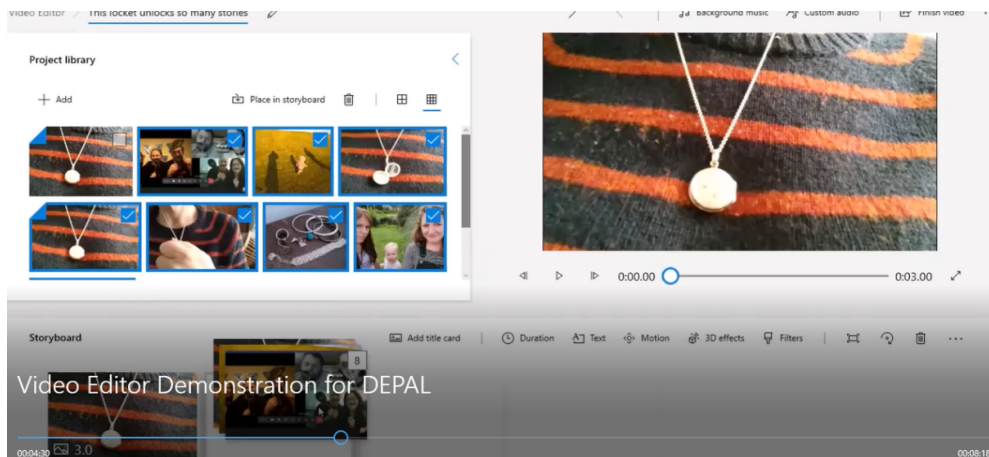 Video Editor / This locket unlocks so many stories
Background music Custom audio Finish video
Project library
+ Add Place in storyboard
0:00.00 0:03.00
Storyboard Add title card Duration Text Motion 3D effects Filters ...
8
Video Editor Demonstration for DEPAL
3.0
00:04:30 00:08:18